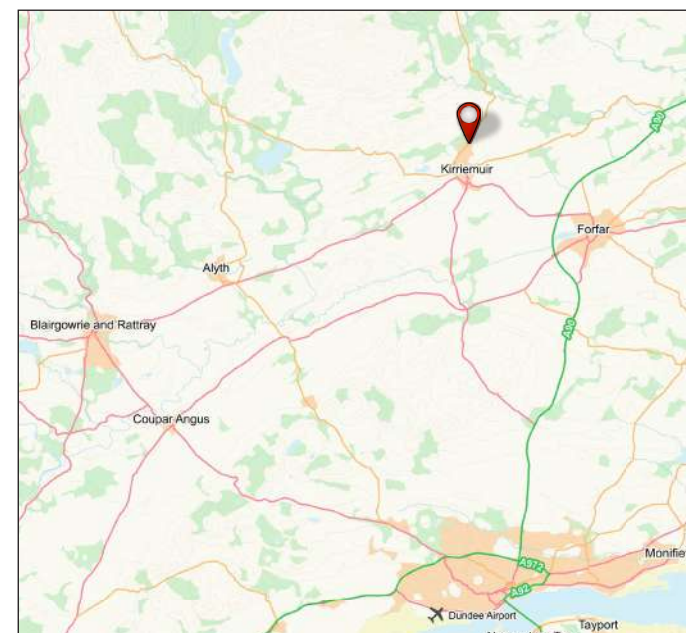 A90
Kirriemuir
Forfar
Alyth
Blairgowrie and Rattray
A90
Coupar Angus
Monifie
A972
A92
Dundee Airport
Tayport